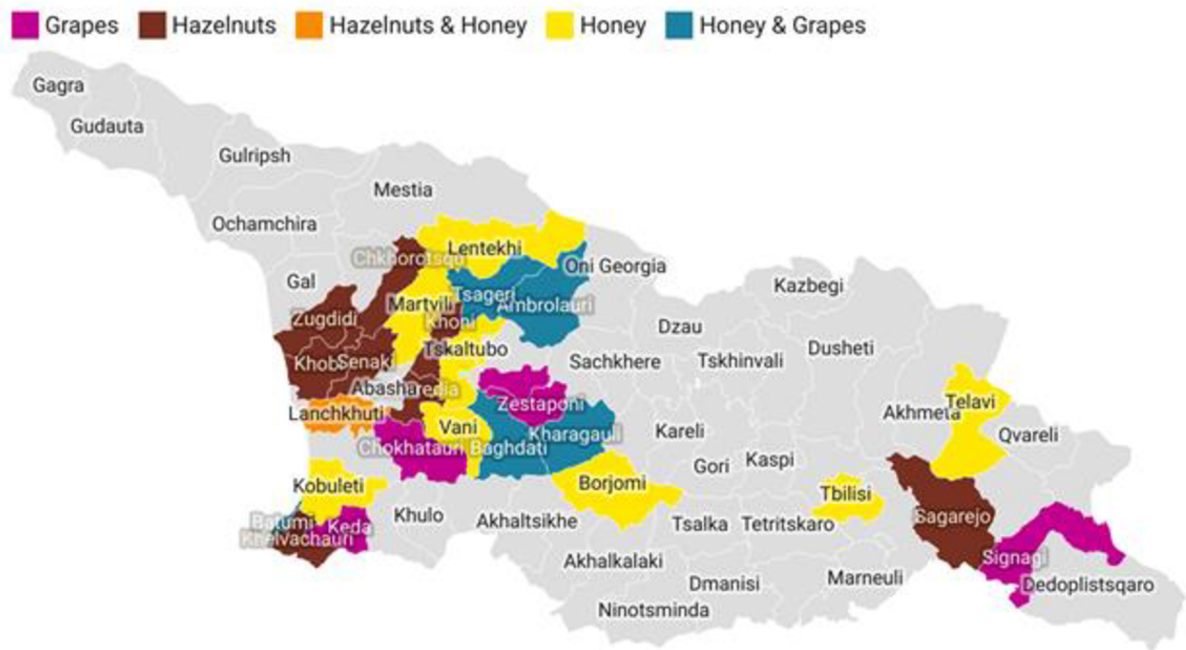 Grapes Hazelnuts Hazelnuts & Honey Honey Honey & Grapes
Gagra
Gudauta
Gulripsh
Mestia
Ochamchira
Lentekhi
Chkhorotsqu
Oni Georgia
Gal
Kazbegi
Tsageri
Martvili
Ambrolauri
Zugdidi
Khoni
Dzau
Tskaltubo
Dusheti
Khobi
Senaki
Sachkhere
Tskhinvali
Abasha
redia
Telavi
Zestaponi
Lanchkhuti
Akhmeta
Vani
Kareli
Kharagauli
Qvareli
Chokhatauri
Baghdati
Kaspi
Gori
Borjomi
Kobuleti
Tbilisi
Khulo
Sagarejo
Batumi
Akhaltsikhe
Tsalka
Tetritskaro
Keda
Khelvachauri
Signagi
Akhalkalaki
Marneuli
Dmanisi
Dedoplistsqaro
Ninotsminda